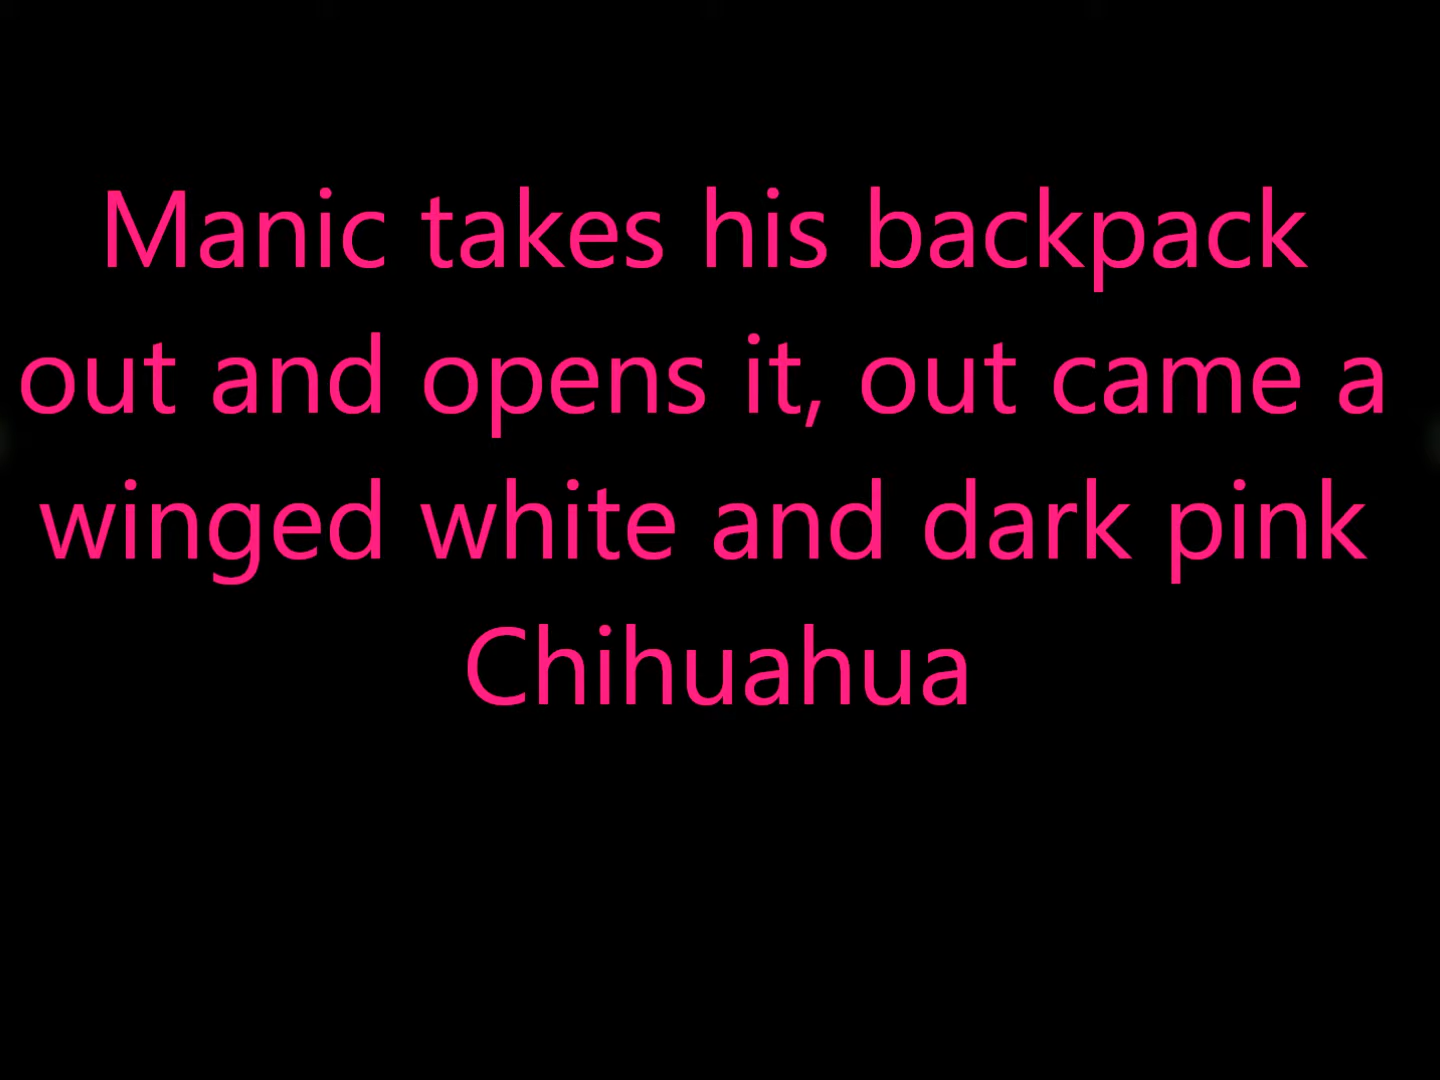 Manic takes his backpack
out and opens it, out came a
winged white and dark pink
Chihuahua